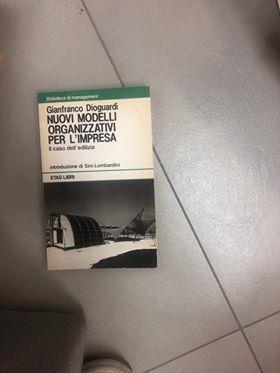 Biblioteca di management
Gianfranco Dioguardi
NUOVI MODELLI
ORGANIZZATIVI
PER L'IMPRESA
Il caso dell'edilizia
introduzione di Siro Lombardini
ETAS LIBRI